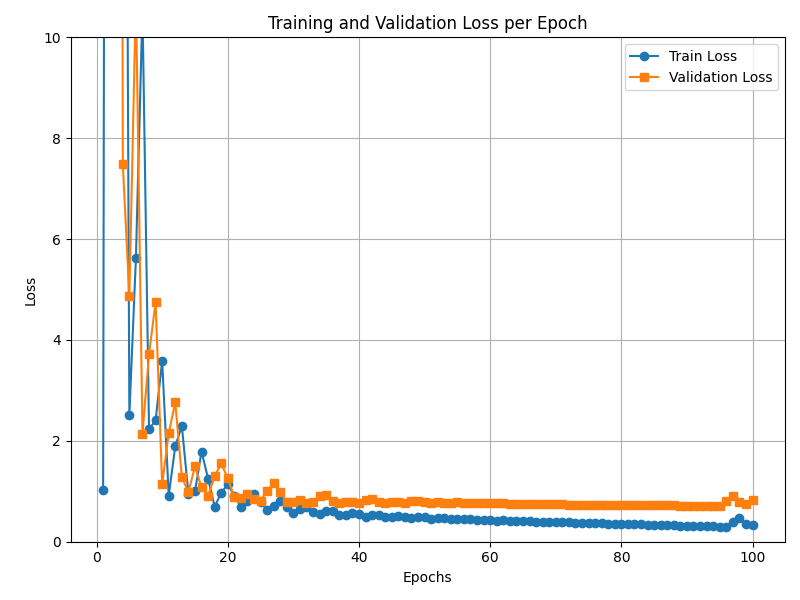 Training and Validation Loss per Epoch
Train Loss
Validation Loss
10
8
6
4
2
0
Loss
0 20 40 60 80 100
Epochs